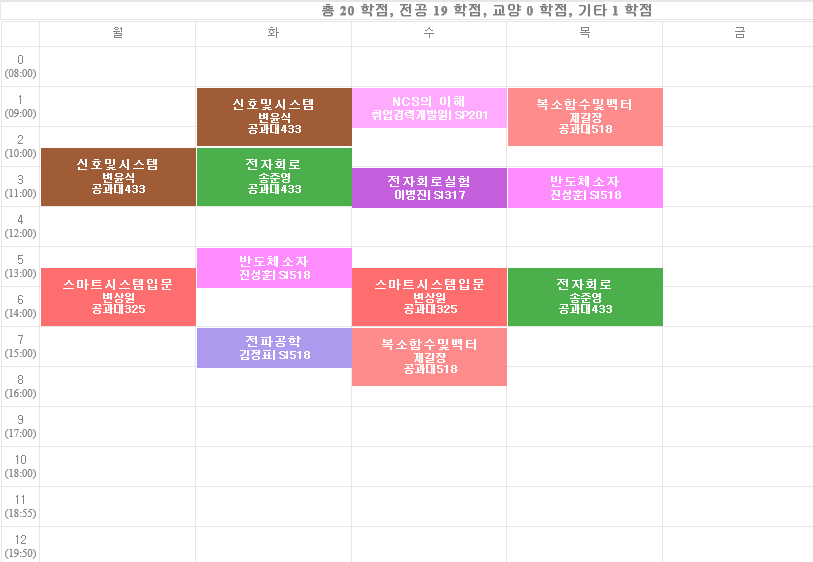 총 20 학점, 전공 19 학점, 교양 0 학점, 기타 1 학점
월 화 수 목 금
0
(08:00)
1
(09:00)
신호및시스템
변윤식
공과대433
NCS의 이해
취업경력개발원| SP201
복소함수및벡터
제갈장
공과대518
2
(10:00)
신호및시스템
변윤식
공과대433
전자회로
송준영
공과대433
3
(11:00)
전자회로실험
이병진| SI317
반도체소자
진성훈| SI518
4
(12:00)
5
(13:00)
반도체소자
진성훈| SI518
스마트시스템입문
변상원
공과대325
스마트시스템입문
변상원
공과대325
전자회로
송준영
공과대433
6
(14:00)
7
(15:00)
전파공학
김정표| SI518
복소함수및벡터
제갈장
공과대518
8
(16:00)
9
(17:00)
10
(18:00)
11
(18:55)
12
(19:50)